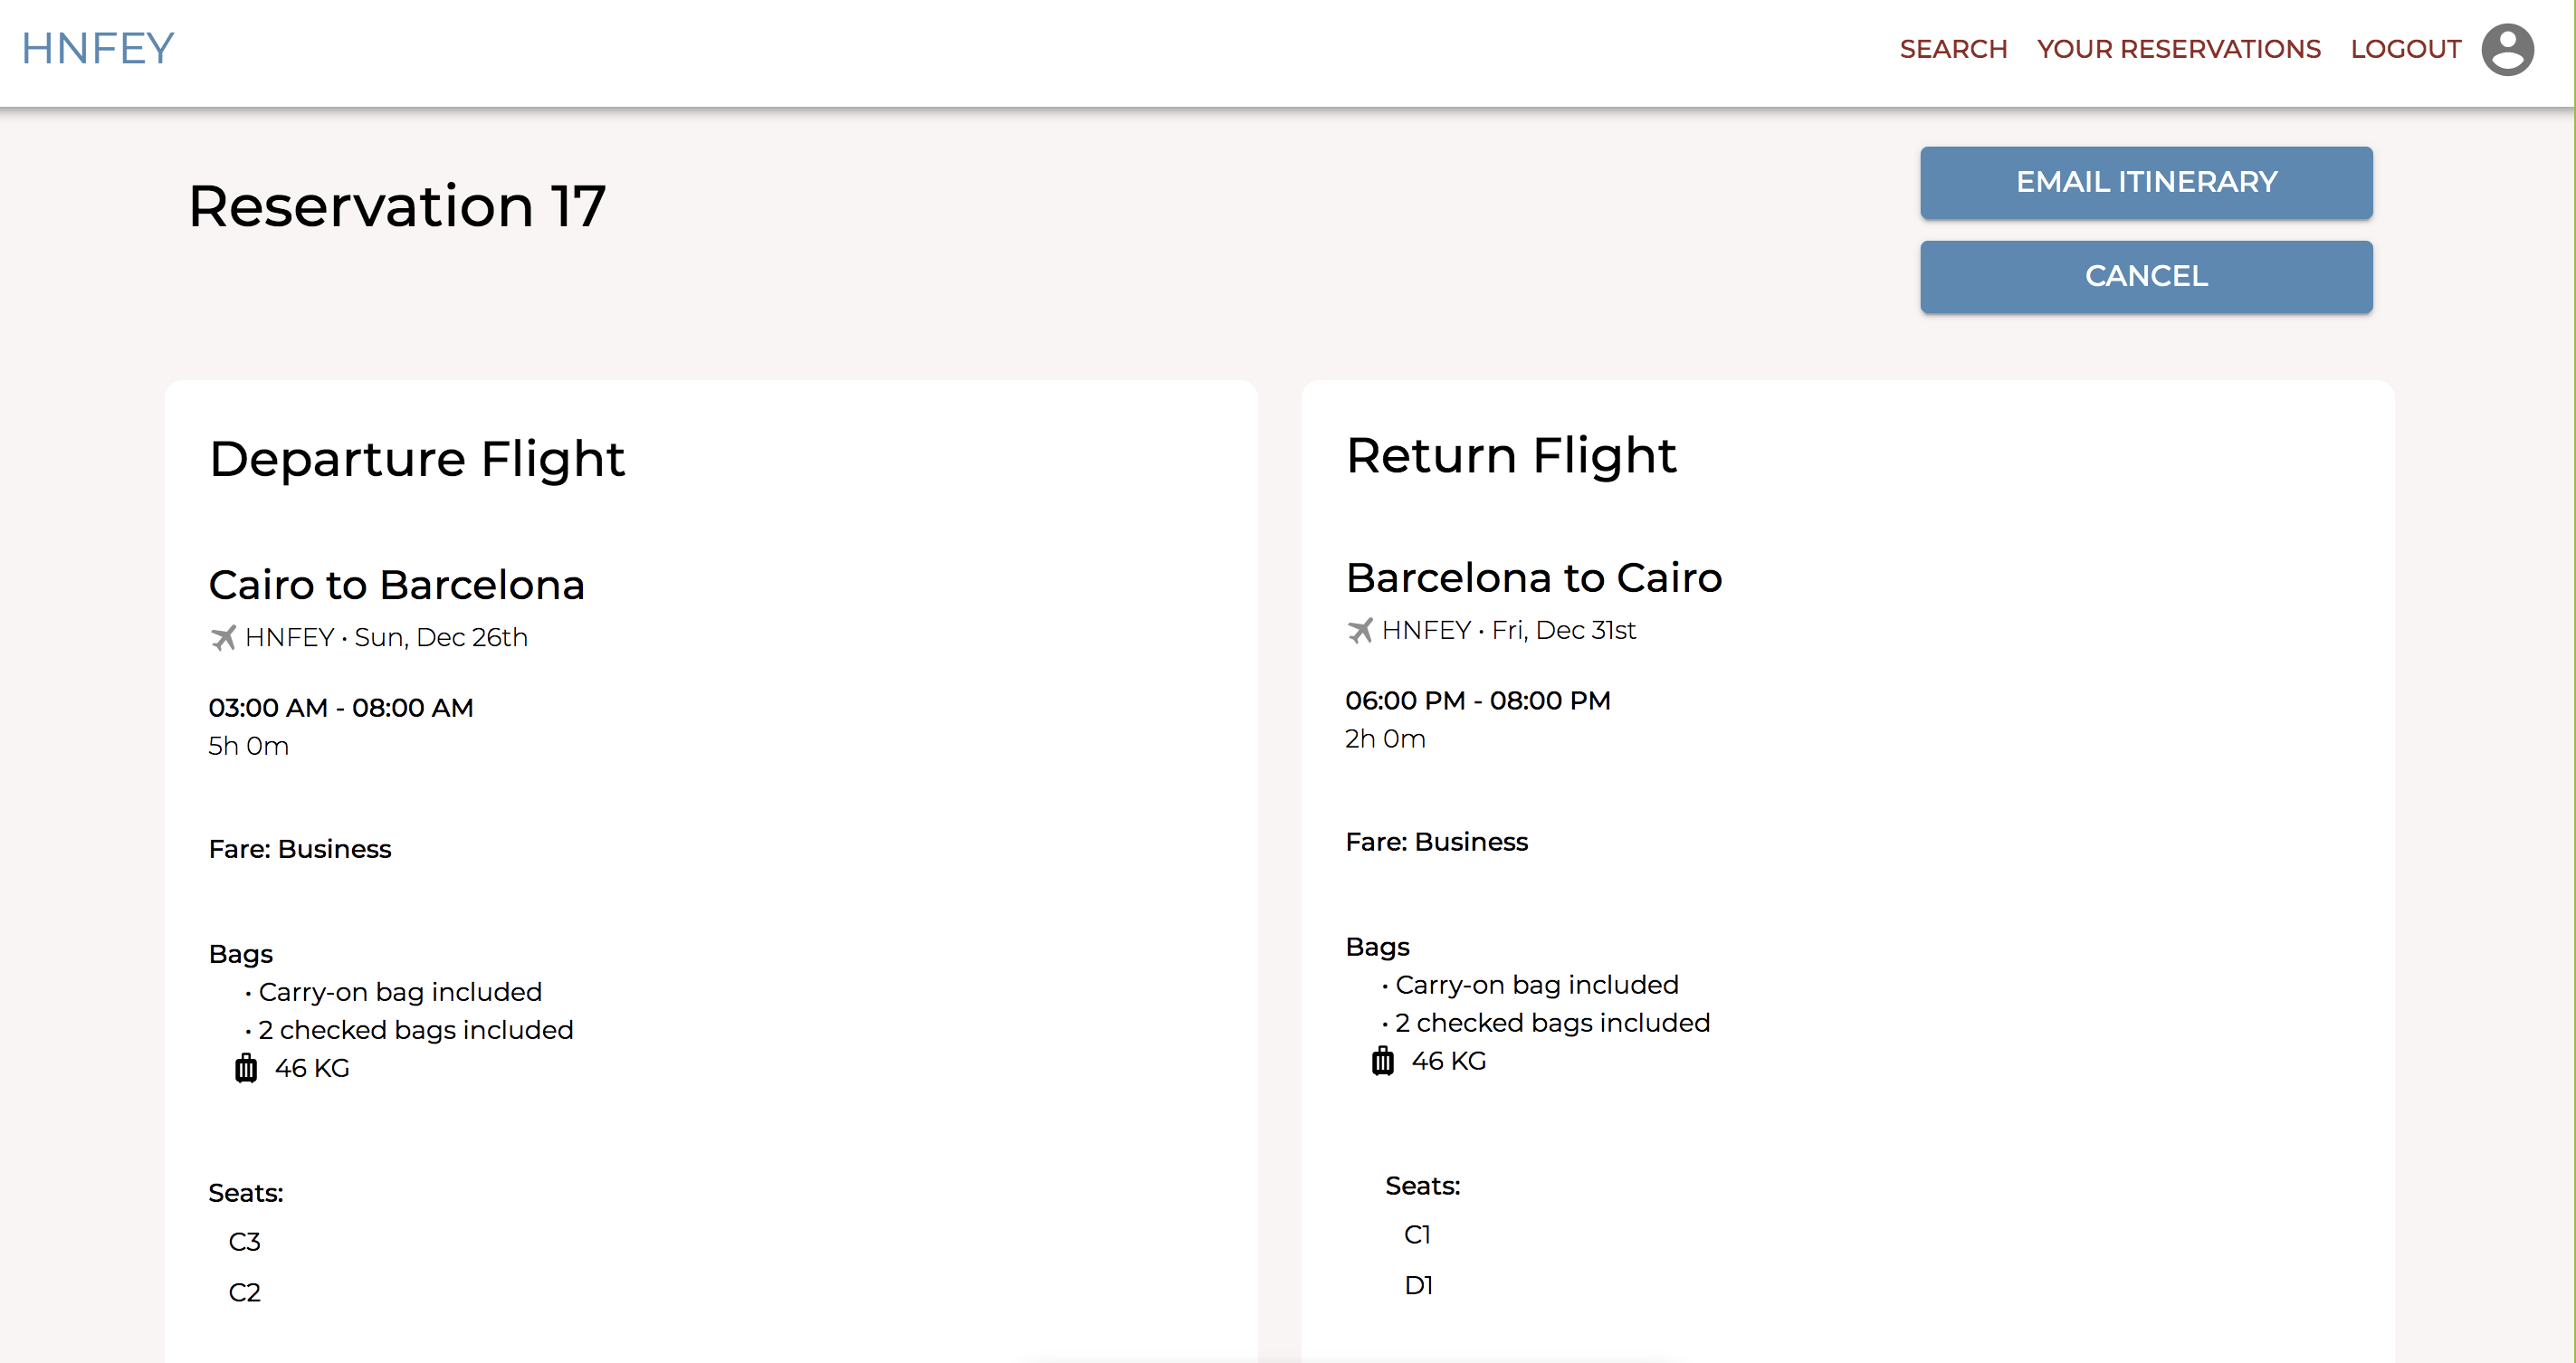 HNFEY
SEARCH YOUR RESERVATIONS LOGOUT
Reservation 17
EMAIL ITINERARY
CANCEL
Departure Flight
Cairo to Barcelona
HNFEY • Sun, Dec 26th
03:00 AM - 08:00 AM
5h 0m
Fare: Business
Bags
• Carry-on bag included
• 2 checked bags included
46 KG
Seats:
C3
C2
Return Flight
Barcelona to Cairo
HNFEY • Fri, Dec 31st
06:00 PM - 08:00 PM
2h 0m
Fare: Business
Bags
• Carry-on bag included
• 2 checked bags included
46 KG
Seats:
C1
D1